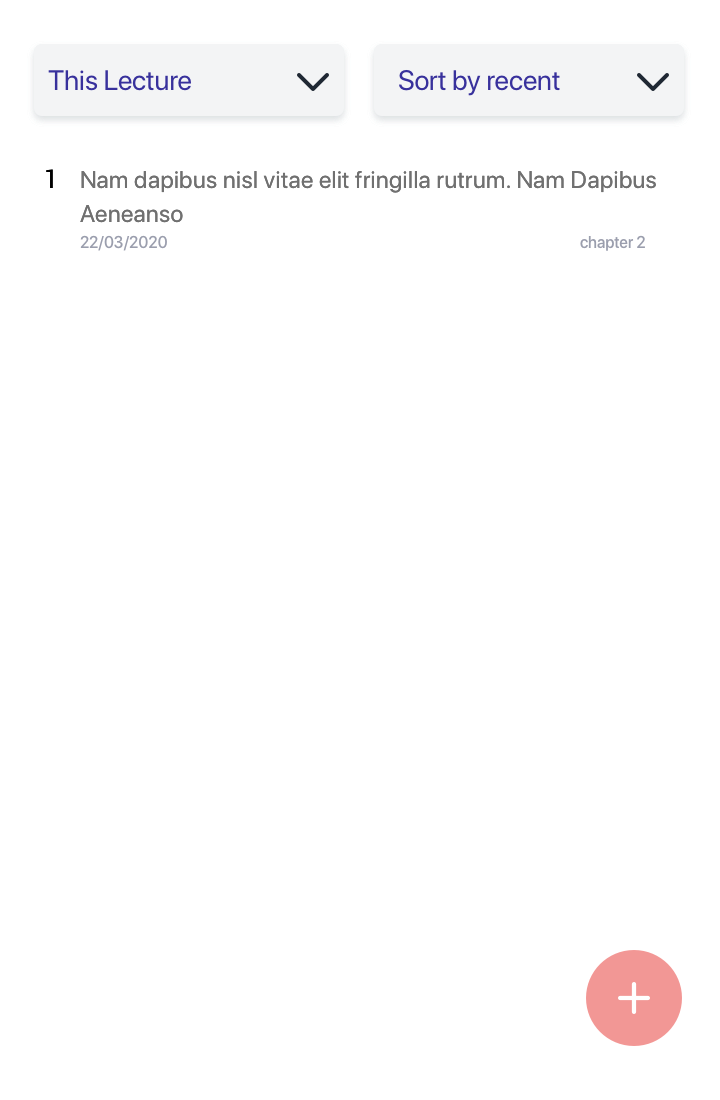 This Lecture
Sort by recent
1
Nam dapibus nisl vitae elit fringilla rutrum. Nam Dapibus
Aeneanso
22/03/2020
chapter 2